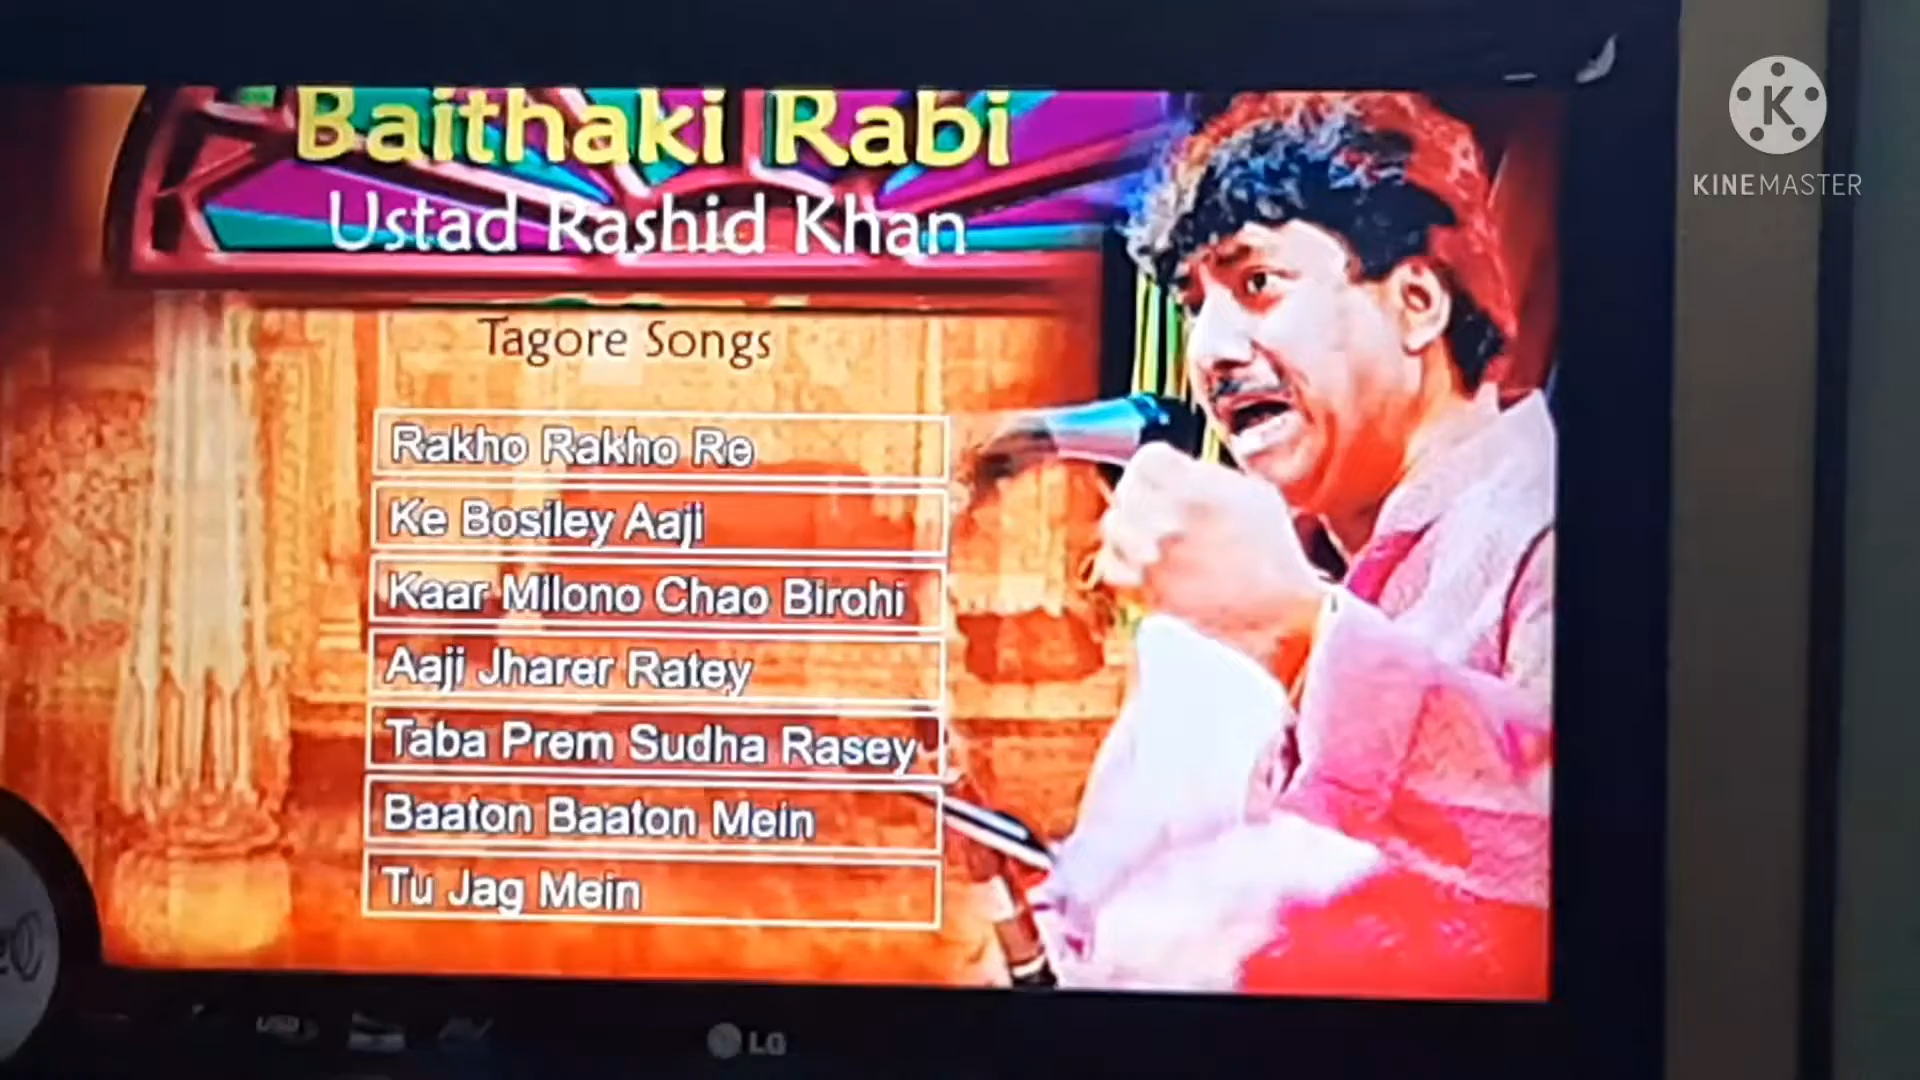 Baithaki Rabi
Ustad Rashid Khan
Tagore Songs
Rakho Rakho Re
Ke Bosiley Aaji
Kaar Milono Chao Birohi
Aaji Jharer Ratey
Taba Prem Sudha Rasey
Baaton Baaton Mein
Tu Jag Mein
K
KINEMASTER
USB
LG